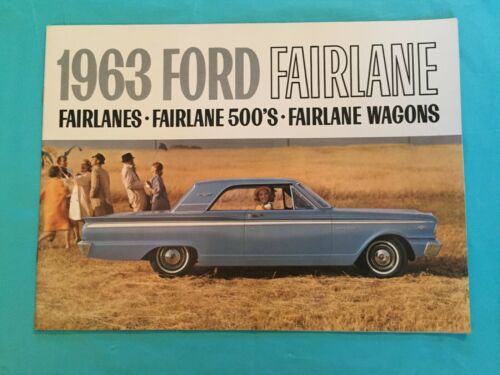 1963 FORD FAIRLANE
FAIRLANES · FAIRLANE 500'S · FAIRLANE WAGONS